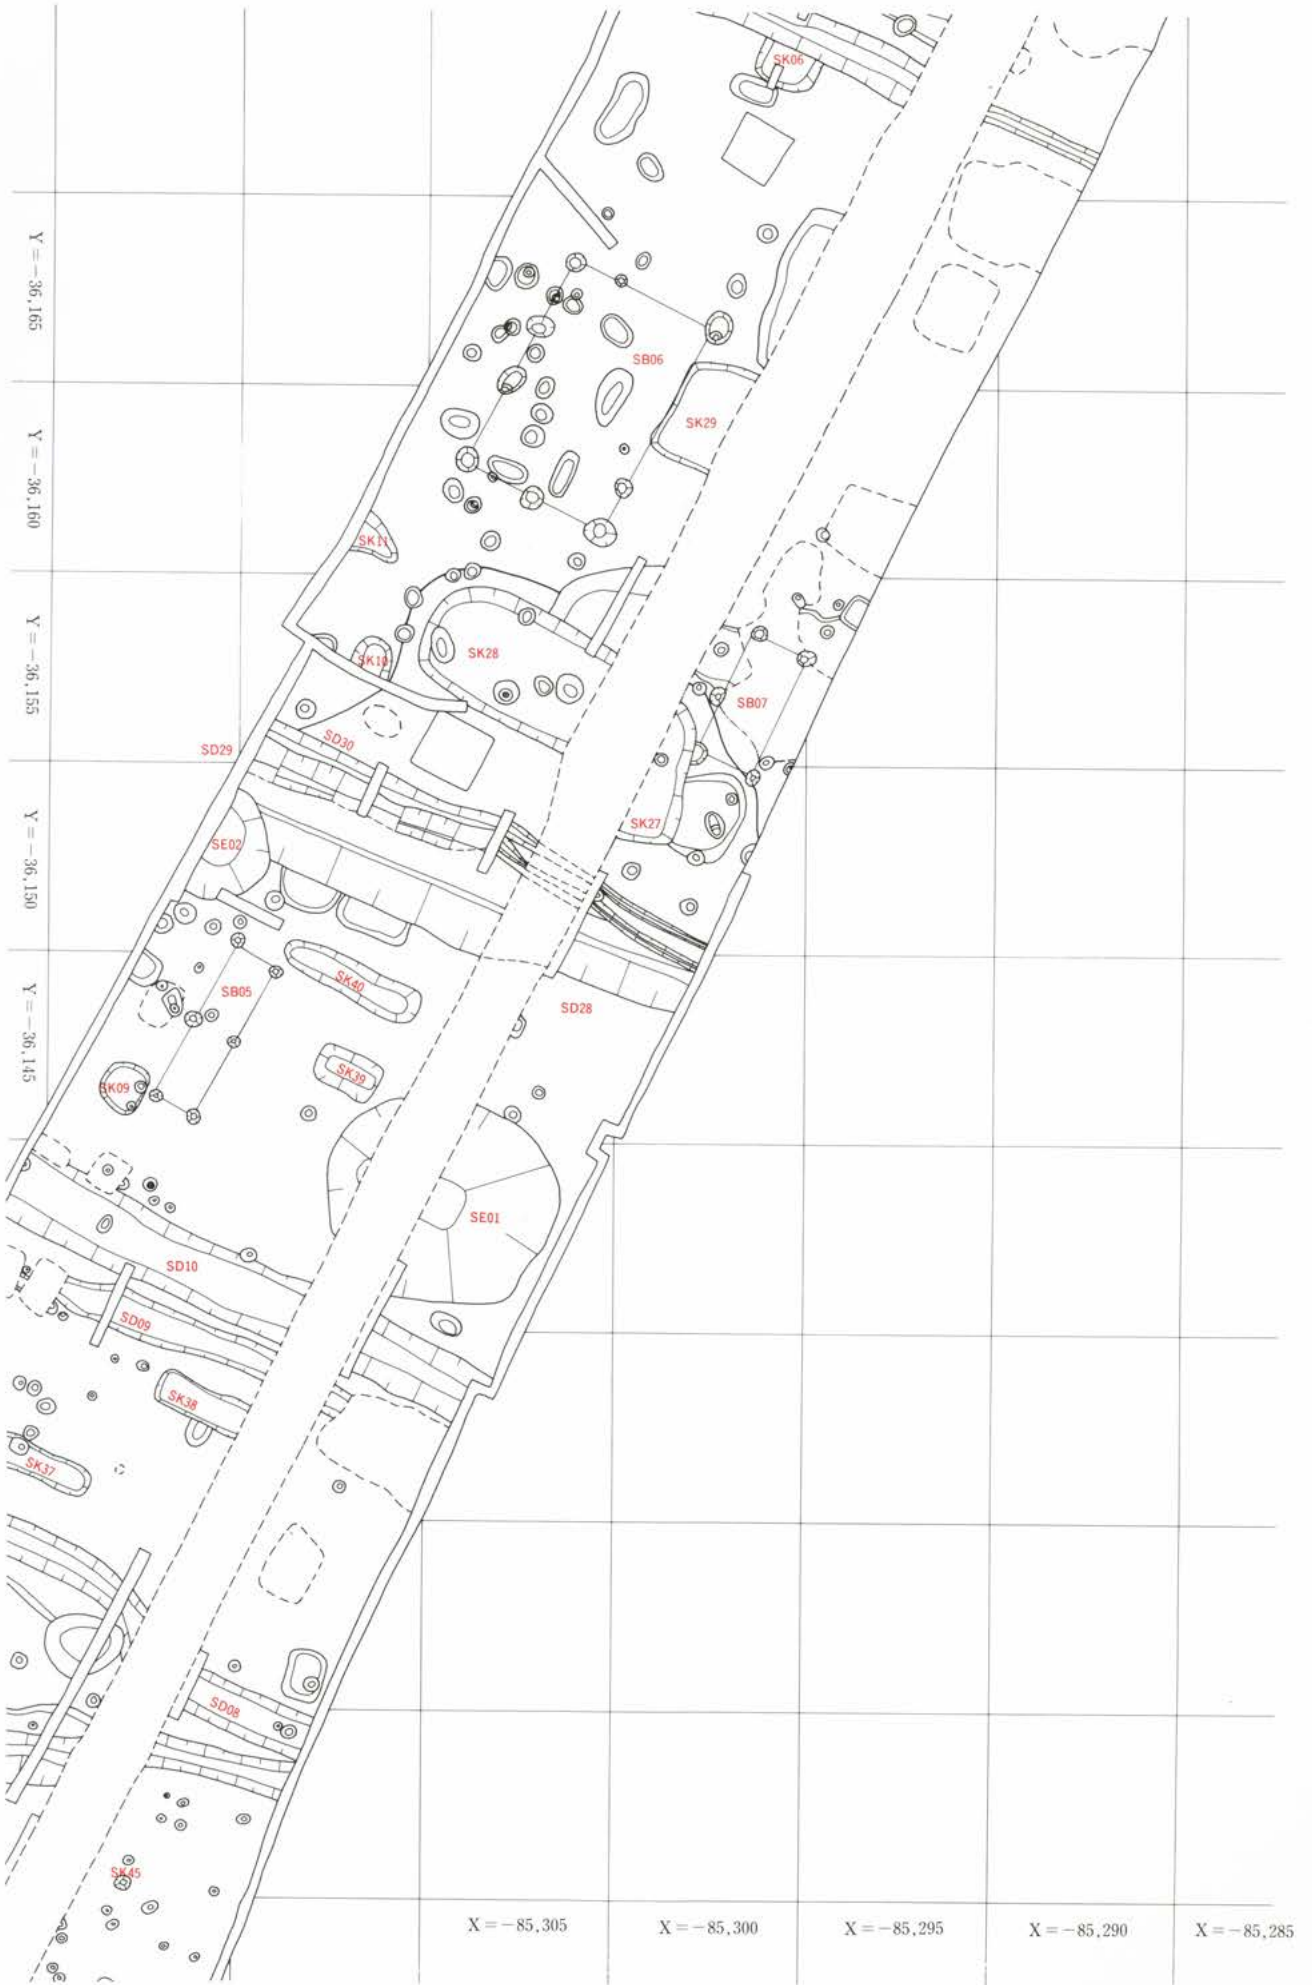 SK06
Y=-36,165
SB06
SK29
Y=-36,160
SK11
SK10
SK28
Y=-36,155
SB07
SD29
SD30
SK27
SE02
Y=-36,150
SK40
SB05
SD28
Y=-36,145
SK39
SK09
SE01
SD10
SD09
SK38
SK37
SD08
SK45
X=-85,305
X=-85,300
X=-85,295
X=-85,290
X=-85,285